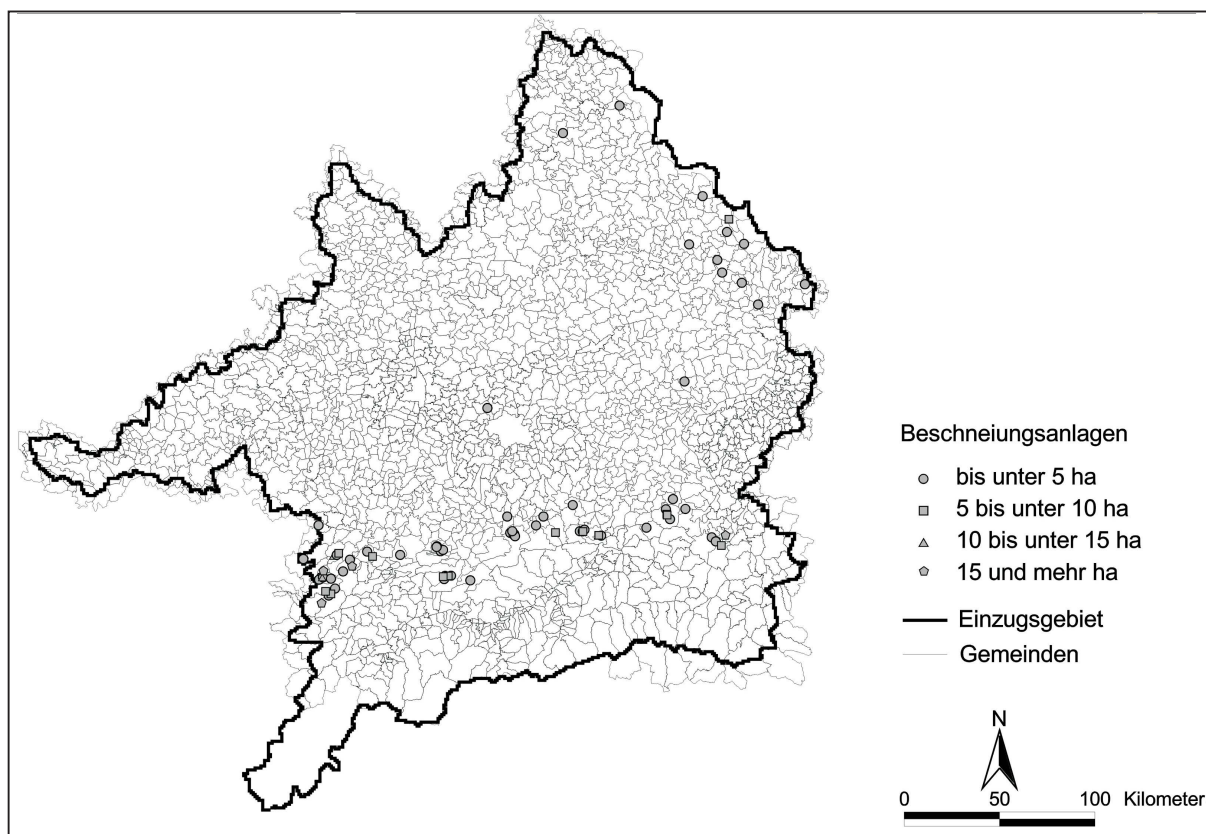 Beschneiungsanlagen
bis unter 5 ha
5 bis unter 10 ha
10 bis unter 15 ha
15 und mehr ha
Einzugsgebiet
Gemeinden
N
0 50 100 Kilometer